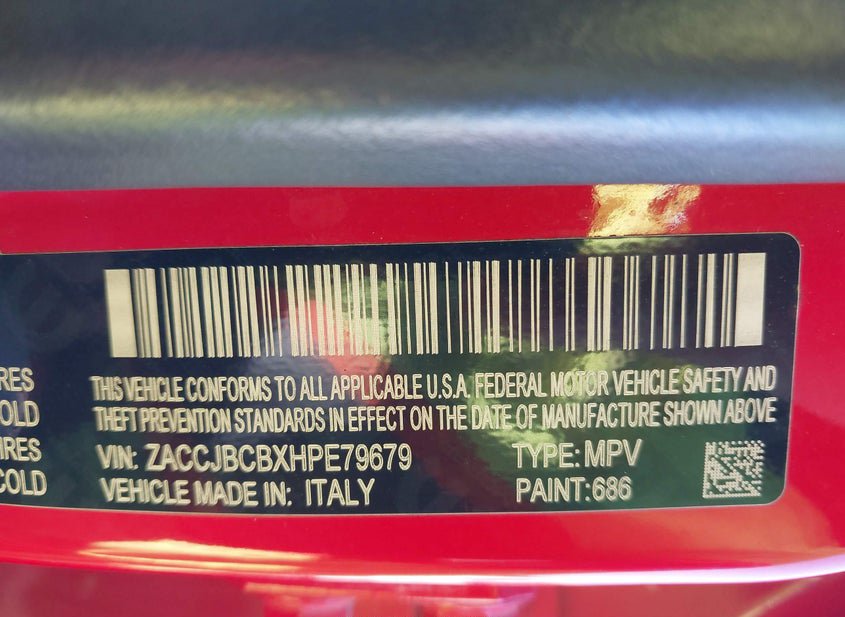 THIS VEHICLE CONFORMS TO ALL APPLICABLE U.S.A. FEDERAL MOTOR VEHICLE SAFETY AND
THEFT PREVENTION STANDARDS IN EFFECT ON THE DATE OF MANUFACTURE SHOWN ABOVE
RES
OLD
VIN: ZACCJBCBXHPE79679 TYPE: MPV
IRES
VEHICLE MADE IN: ITALY PAINT:686
COLD